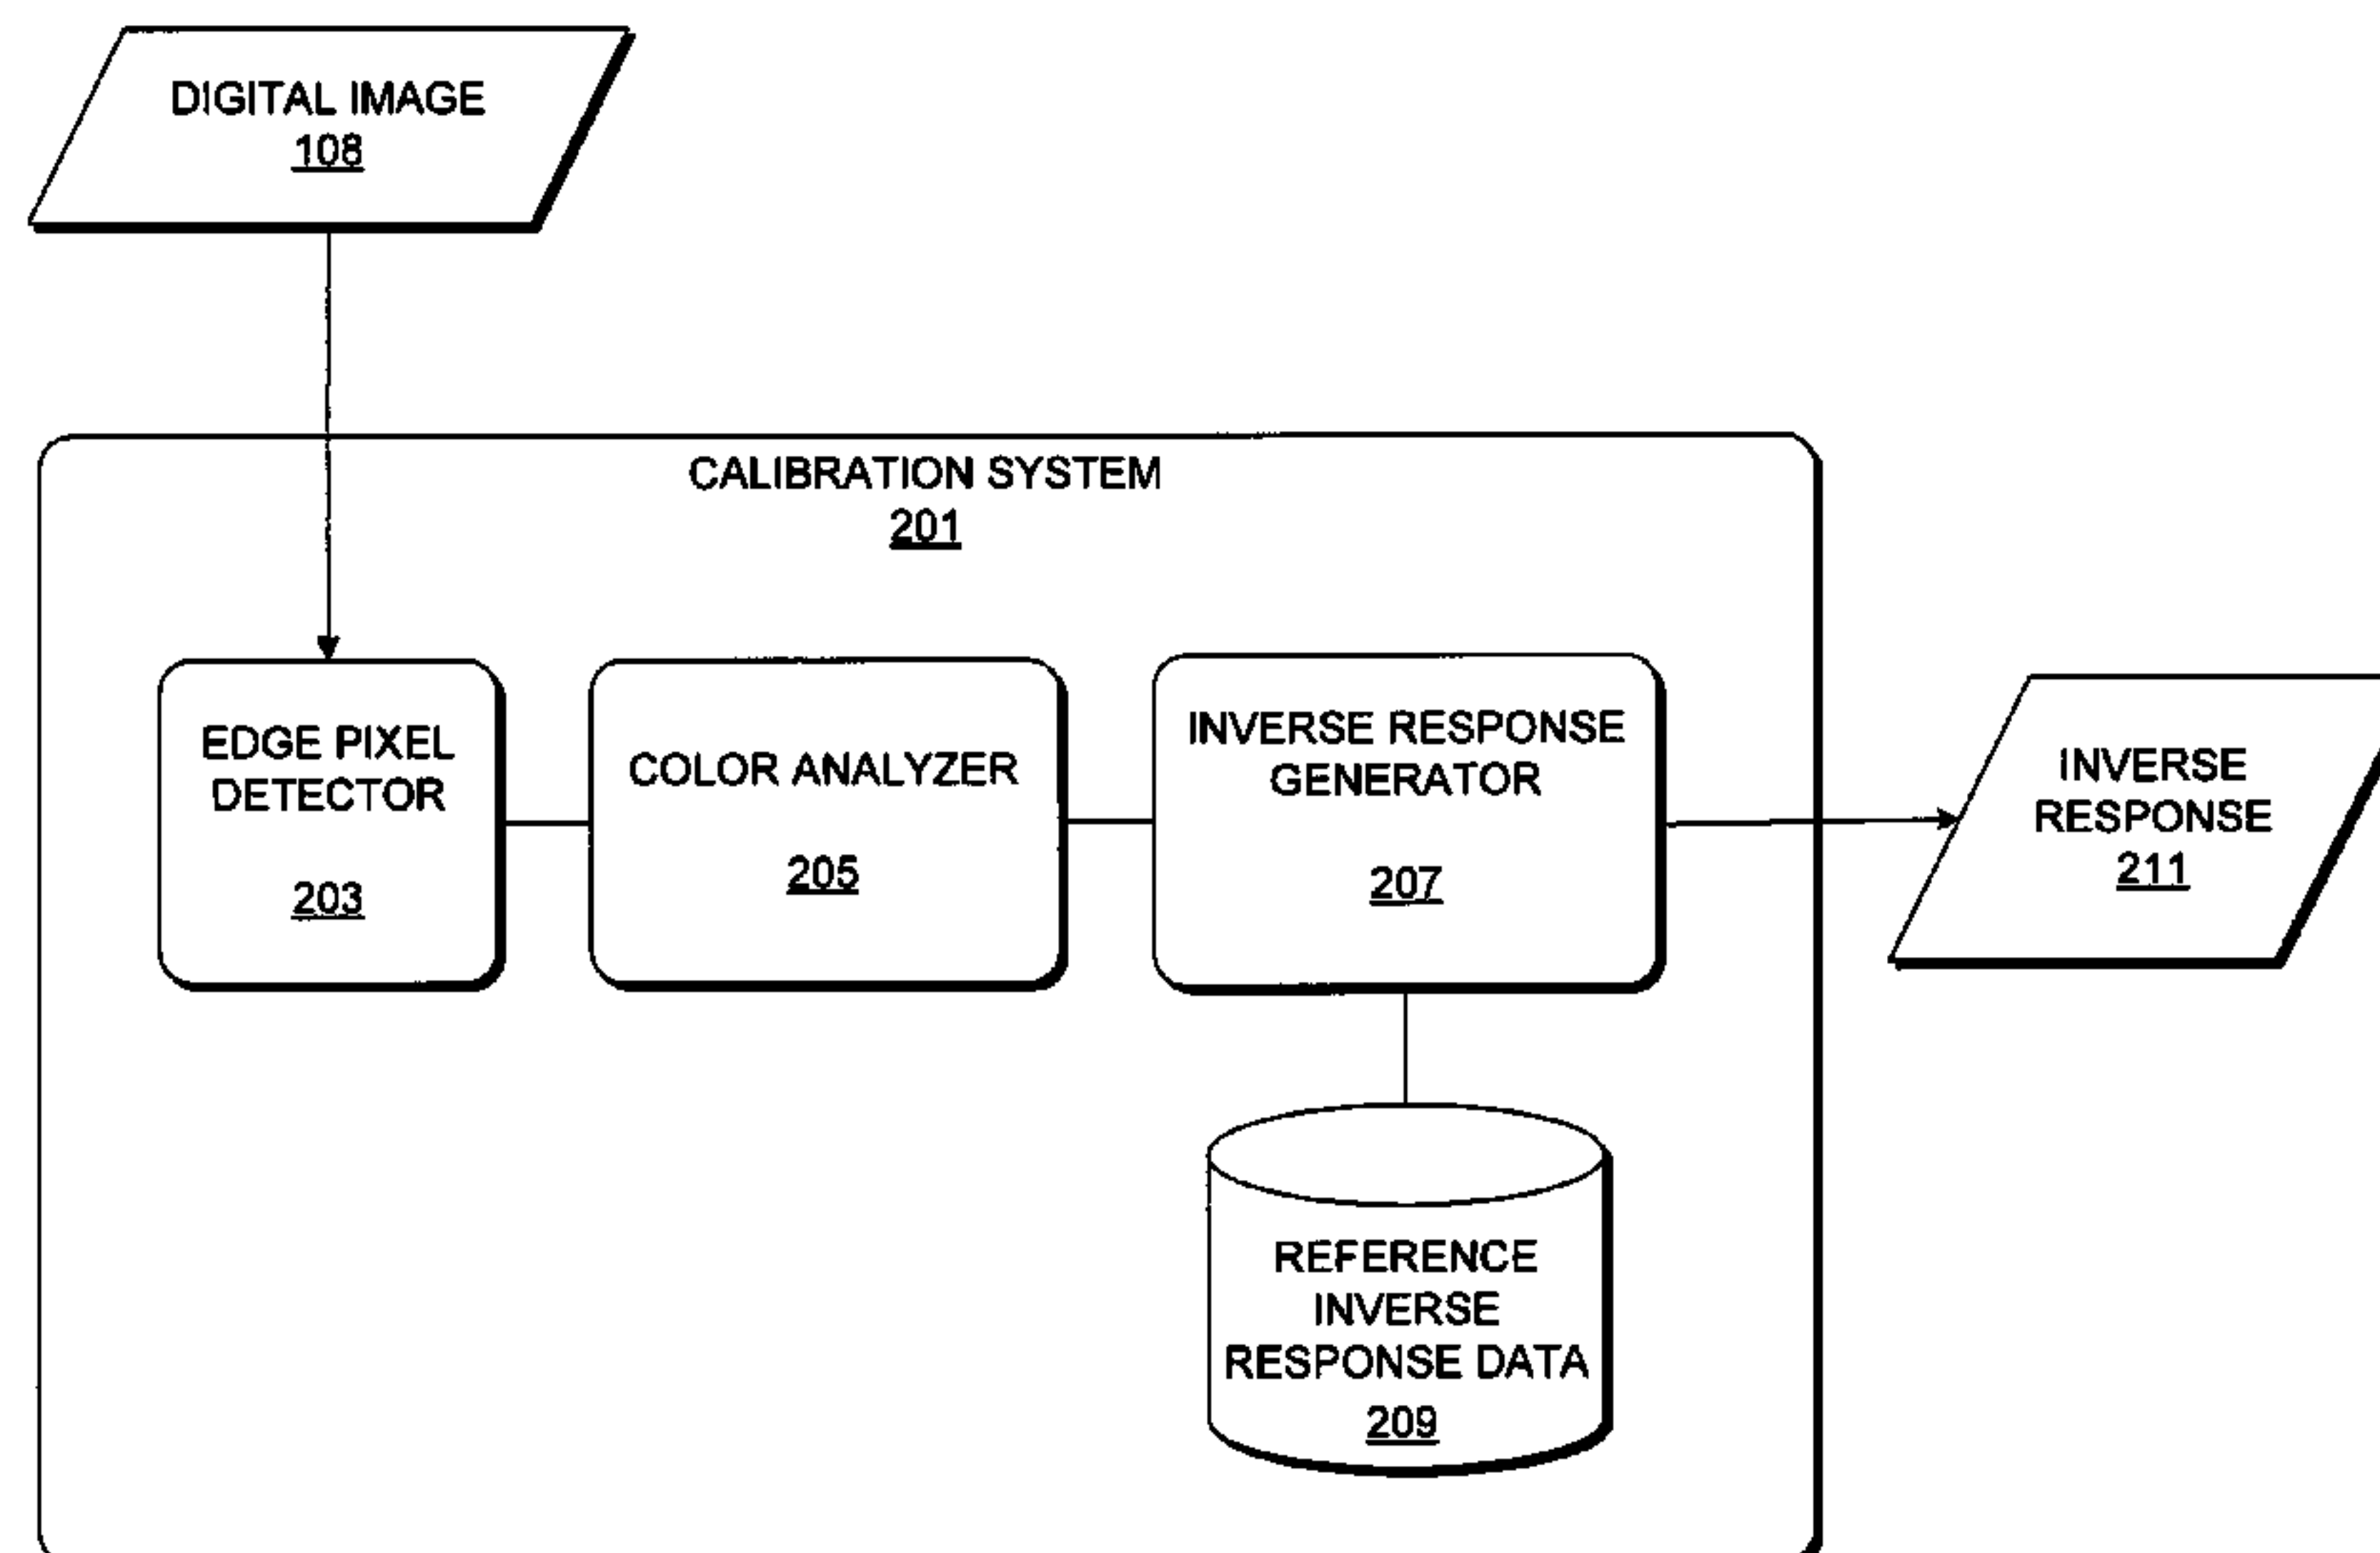 DIGITAL IMAGE
108
CALIBRATION SYSTEM
201
EDGE PIXEL
DETECTOR
203
COLOR ANALYZER
205
INVERSE RESPONSE
GENERATOR
207
INVERSE
RESPONSE
211
REFERENCE
INVERSE
RESPONSE DATA
209